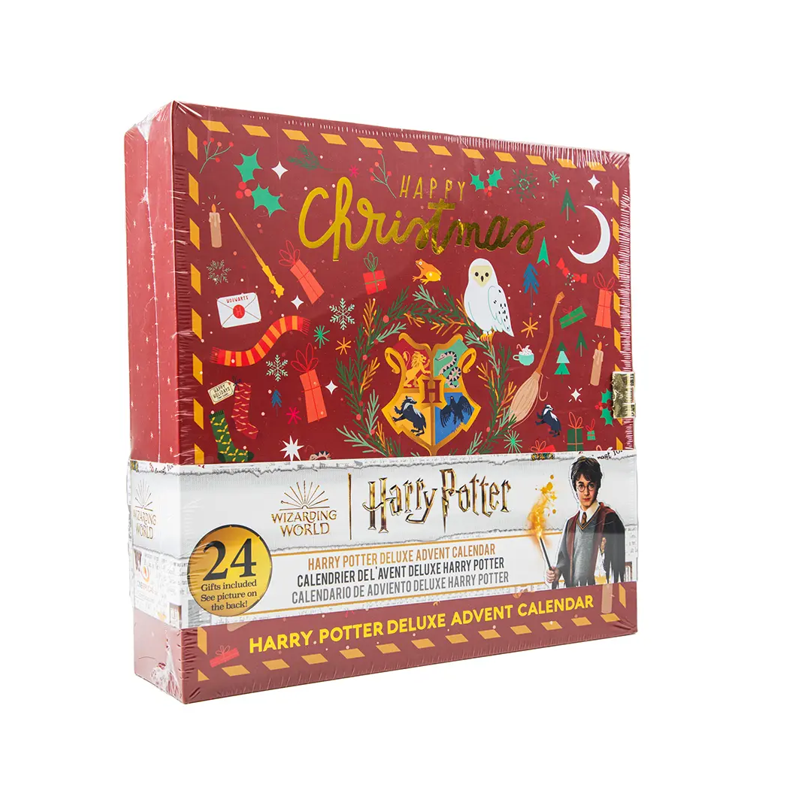 HAPPY
Christmas
HOGWARTS
H
WIZARDING
WORLD
Harry Potter
HARRY POTTER DELUXE ADVENT CALENDAR
CALENDRIER DEL'AVENT DELUXE HARRY POTTER
CALENDARIO DE ADVIENTO DELUXE HARRY POTTER
24
Gifts included
See picture on
the back!
HARRY POTTER DELUXE ADVENT CALENDAR